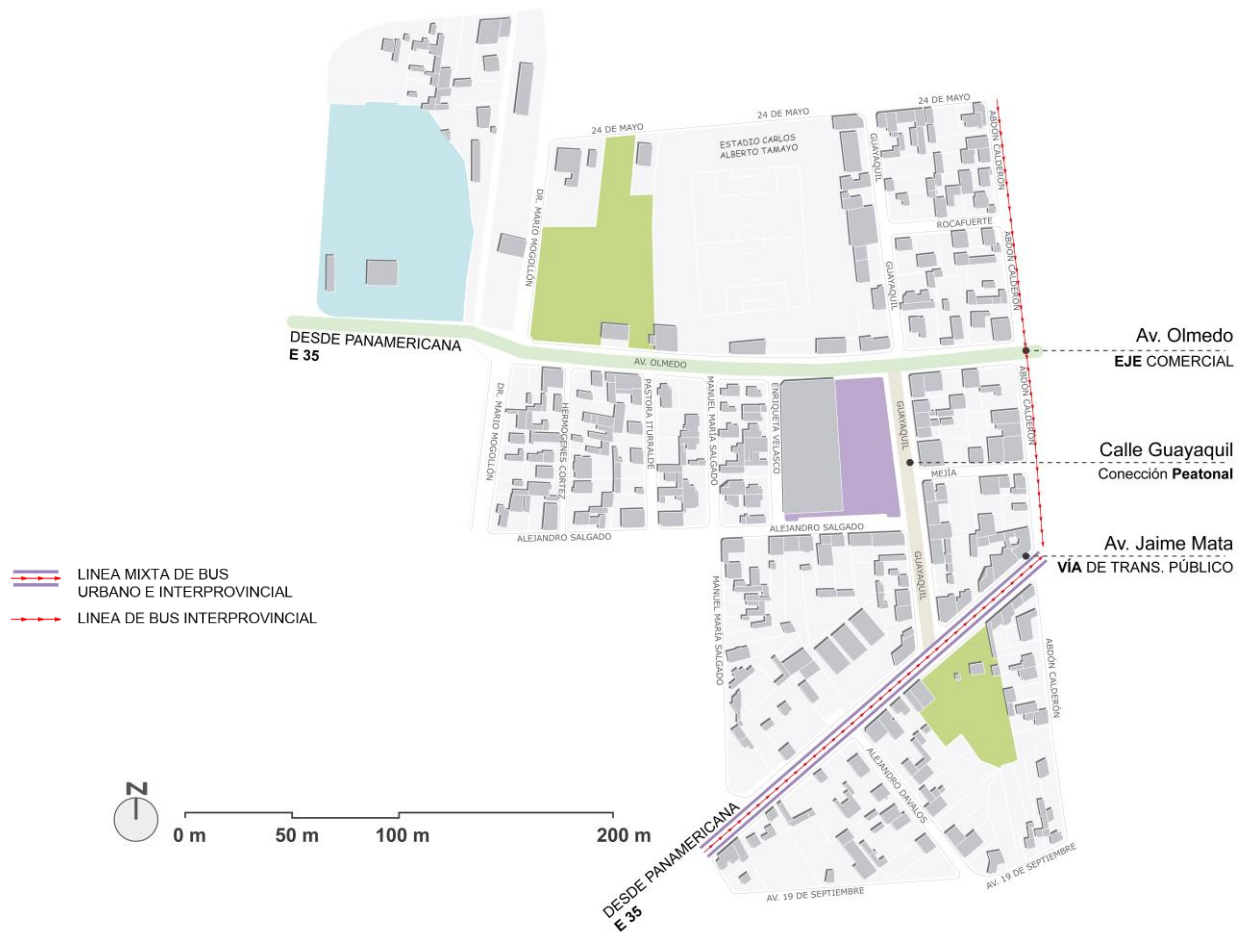 24 DE MAYO
24 DE MAYO
24 DE MAYO
ESTADIO CARLOS
ALBERTO TAMAYO
GUAYAQUIL
ABDÓN CALDERÓN
DR. MARIO MOGOLLÓN
ROCAFUERTE
GUAYAQUIL
ABDÓN CALDERÓN
DESDE PANAMERICANA
E 35
AV. OLMEDO
Av. Olmedo
EJE COMERCIAL
DR. MARIO MOGOLLÓN
HERMOGENES CORTEZ
PASTORA ITURRALDE
MANUEL MARÍA SALGADO
ENRIQUETA VELASCO
GUAYAQUIL
ABDÓN CALDERÓN
Calle Guayaquil
Conección Peatonal
MEJÍA
ALEJANDRO SALGADO
ALEJANDRO SALGADO
Av. Jaime Mata
VÍA DE TRANS. PÚBLICO
LINEA MIXTA DE BUS
URBANO E INTERPROVINCIAL
LINEA DE BUS INTERPROVINCIAL
MANUEL MARÍA SALGADO
GUAYAQUIL
ABDÓN CALDERÓN
ALEJANDRO DAVALOS
N
0 m
50 m
100 m
200 m
DESDE PANAMERICANA
E 35
AV. 19 DE SEPTIEMBRE
AV. 19 DE SEPTIEMBRE